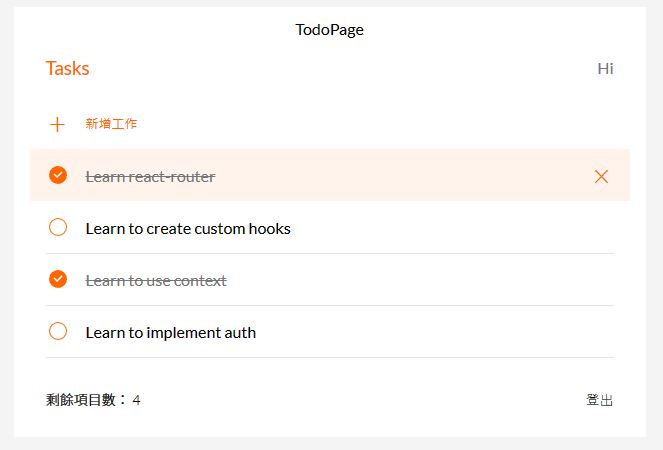 TodoPage
Tasks
Hi
新增工作
Learn react-router
Learn to create custom hooks
Learn to use context
Learn to implement auth
剩餘項目數： 4
登出